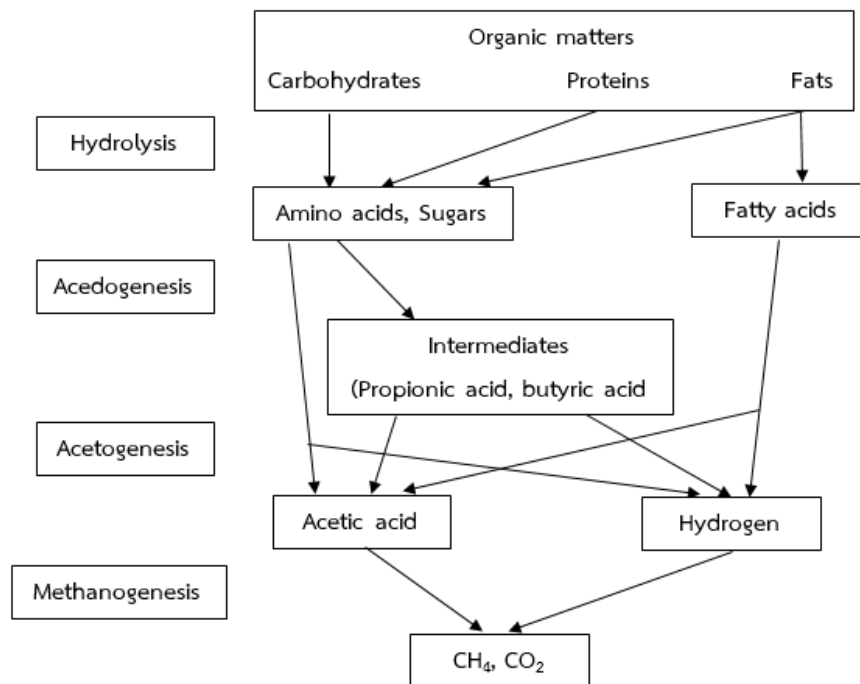 Organic matters
Carbohydrates Proteins Fats
Hydrolysis
Amino acids, Sugars
Fatty acids
Acedogenesis
Intermediates
(Propionic acid, butyric acid
Acetogenesis
Acetic acid
Hydrogen
Methanogenesis
CH₄, CO₂